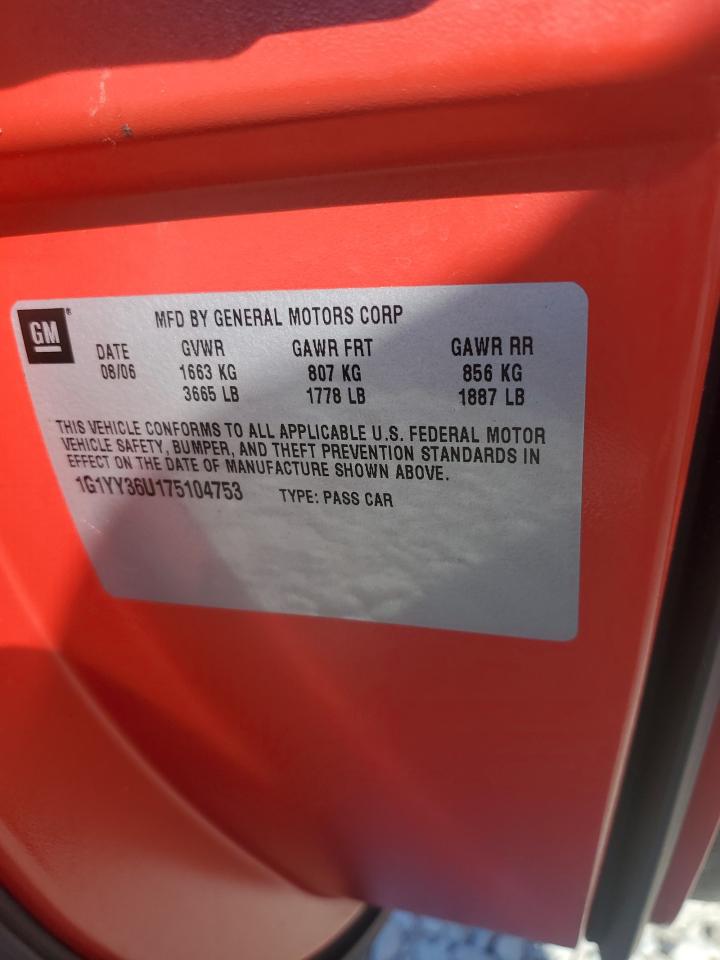 GM®
MFD BY GENERAL MOTORS CORP
DATE GVWR GAWR FRT GAWR RR
08/06 1663 KG 807 KG 856 KG
3665 LB 1778 LB 1887 LB
THIS VEHICLE CONFORMS TO ALL APPLICABLE U.S. FEDERAL MOTOR
VEHICLE SAFETY, BUMPER, AND THEFT PREVENTION STANDARDS IN
EFFECT ON THE DATE OF MANUFACTURE SHOWN ABOVE.
1G1YY36U175104753 TYPE: PASS CAR